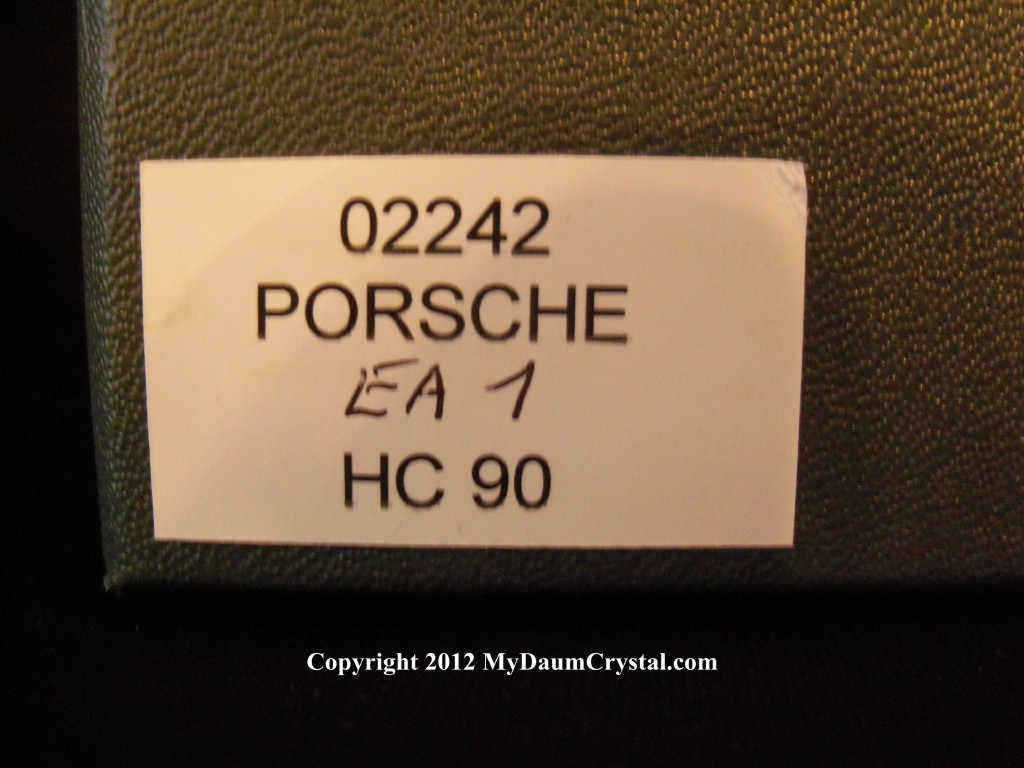 02242
PORSCHE
EA 1
HC 90
Copyright 2012 MyDaumCrystal.com